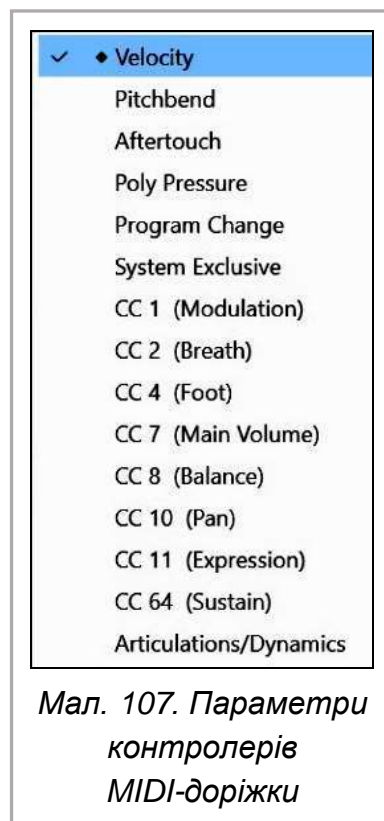 ✓ ◆ Velocity
Pitchbend
Aftertouch
Poly Pressure
Program Change
System Exclusive
CC 1 (Modulation)
CC 2 (Breath)
CC 4 (Foot)
CC 7 (Main Volume)
CC 8 (Balance)
CC 10 (Pan)
CC 11 (Expression)
CC 64 (Sustain)
Articulations/Dynamics
Мал. 107. Параметри
контролерів
MIDI-доріжки